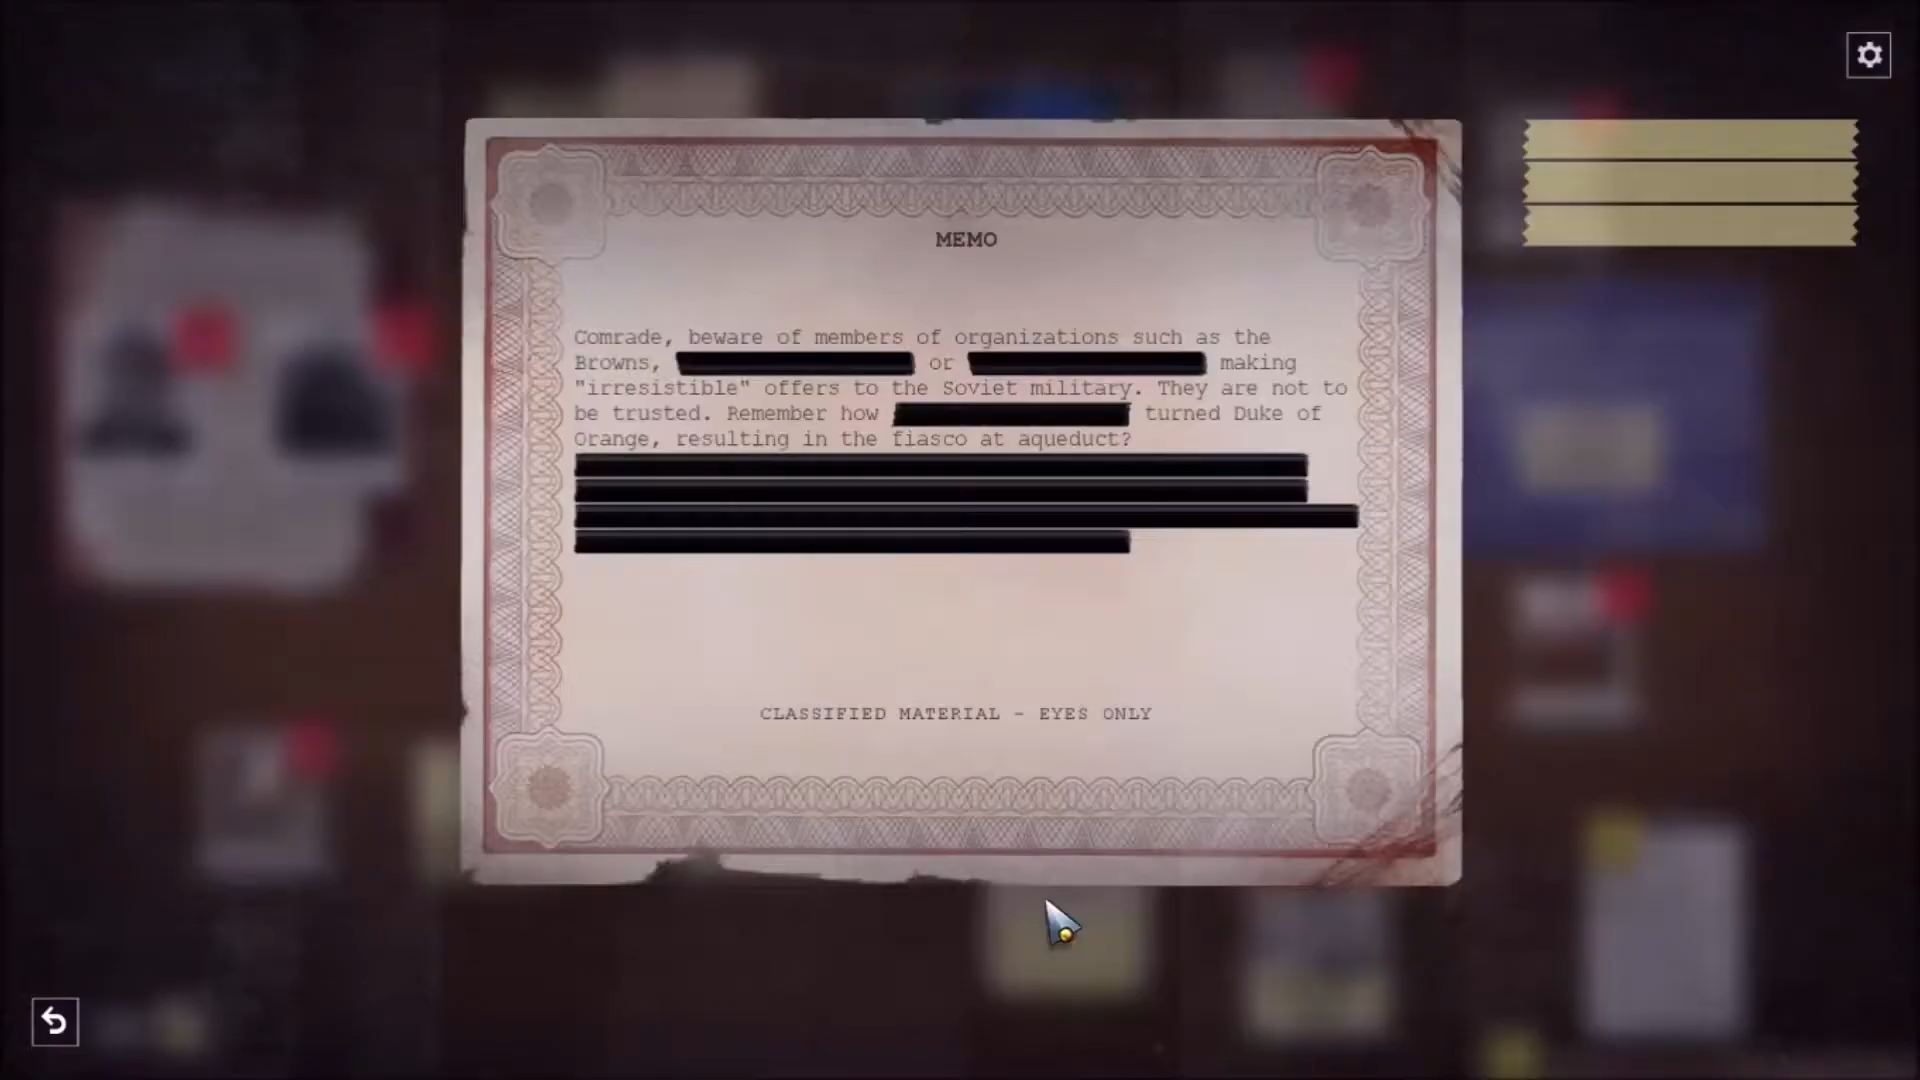 MEMO
Comrade, beware of members of organizations such as the
Browns, or making
"irresistible" offers to the Soviet military. They are not to
be trusted. Remember how turned Duke of
Orange, resulting in the fiasco at aqueduct?
CLASSIFIED MATERIAL - EYES ONLY